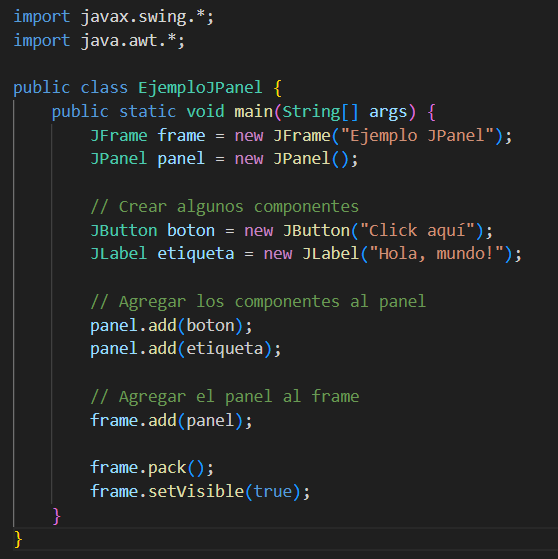 import javax.swing.*;
import java.awt.*;

public class EjemploJPanel {
    public static void main(String[] args) {
        JFrame frame = new JFrame("Ejemplo JPanel");
        JPanel panel = new JPanel();

        // Crear algunos componentes
        JButton boton = new JButton("Click aquí");
        JLabel etiqueta = new JLabel("Hola, mundo!");

        // Agregar los componentes al panel
        panel.add(boton);
        panel.add(etiqueta);

        // Agregar el panel al frame
        frame.add(panel);

        frame.pack();
        frame.setVisible(true);
    }
}